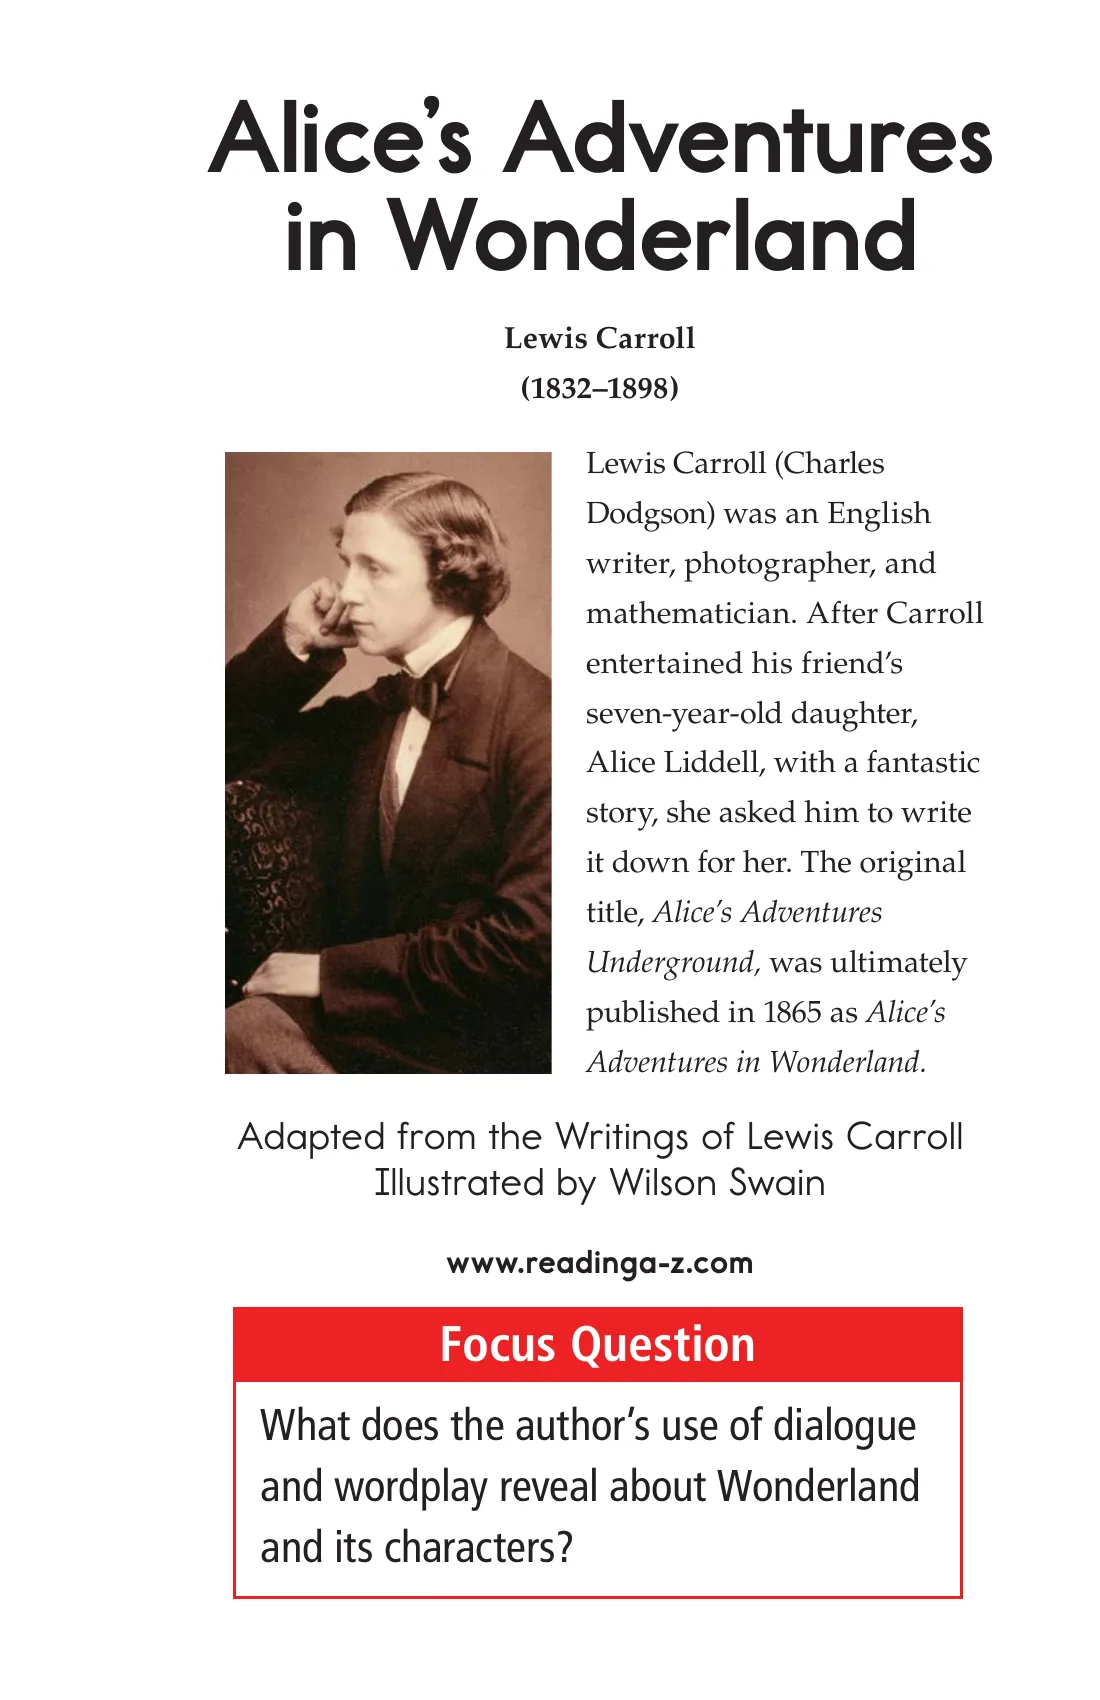 Alice’s Adventures
in Wonderland
Lewis Carroll
(1832–1898)
Lewis Carroll (Charles
Dodgson) was an English
writer, photographer, and
mathematician. After Carroll
entertained his friend’s
seven-year-old daughter,
Alice Liddell, with a fantastic
story, she asked him to write
it down for her. The original
title, Alice’s Adventures
Underground, was ultimately
published in 1865 as Alice’s
Adventures in Wonderland.
Adapted from the Writings of Lewis Carroll
Illustrated by Wilson Swain
www.readinga-z.com
Focus Question
What does the author’s use of dialogue
and wordplay reveal about Wonderland
and its characters?